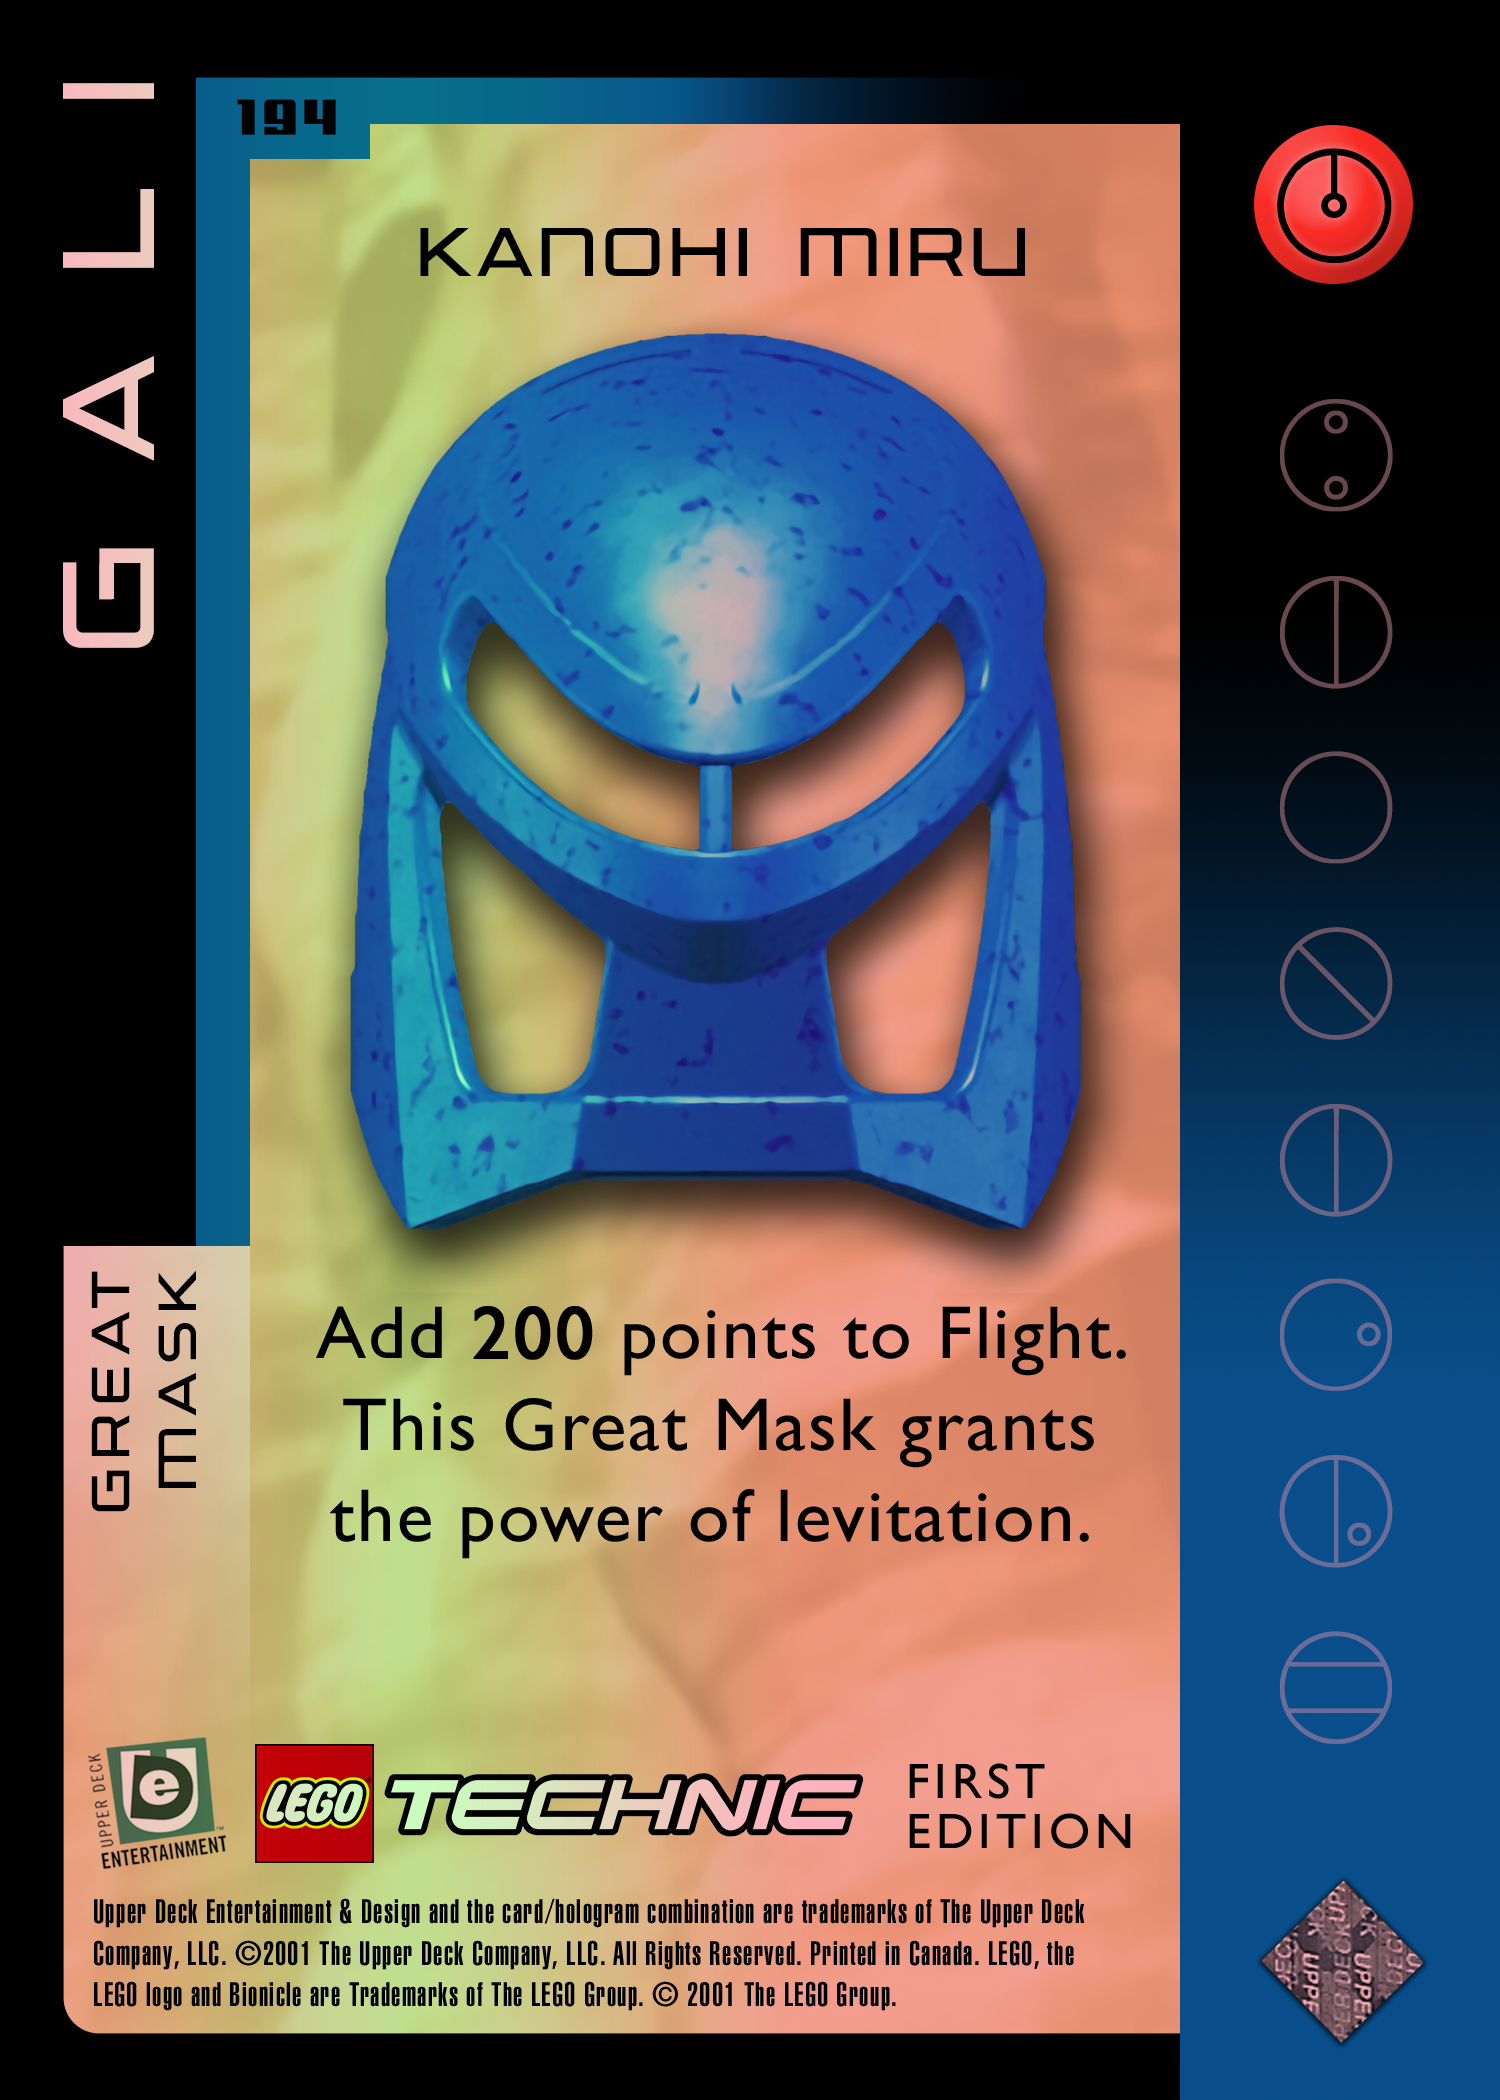 GALI
194
KANOHI MIRU
GREAT
MASK
Add 200 points to Flight.
This Great Mask grants
the power of levitation.
UPPER DECK
Ue
ENTERTAINMENT™
LEGO TECHNIC
FIRST
EDITION
Upper Deck Entertainment & Design and the card/hologram combination are trademarks of The Upper Deck
Company, LLC. ©2001 The Upper Deck Company, LLC. All Rights Reserved. Printed in Canada. LEGO, the
LEGO logo and Bionicle are Trademarks of The LEGO Group. © 2001 The LEGO Group.